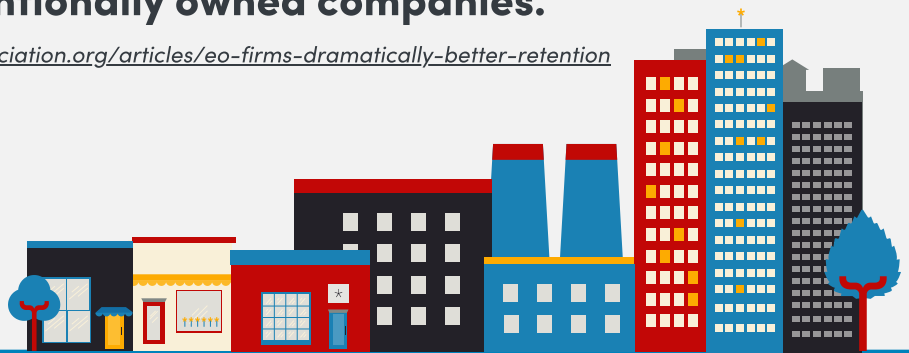 ntionally owned companies.
ciation.org/articles/eo-firms-dramatically-better-retention